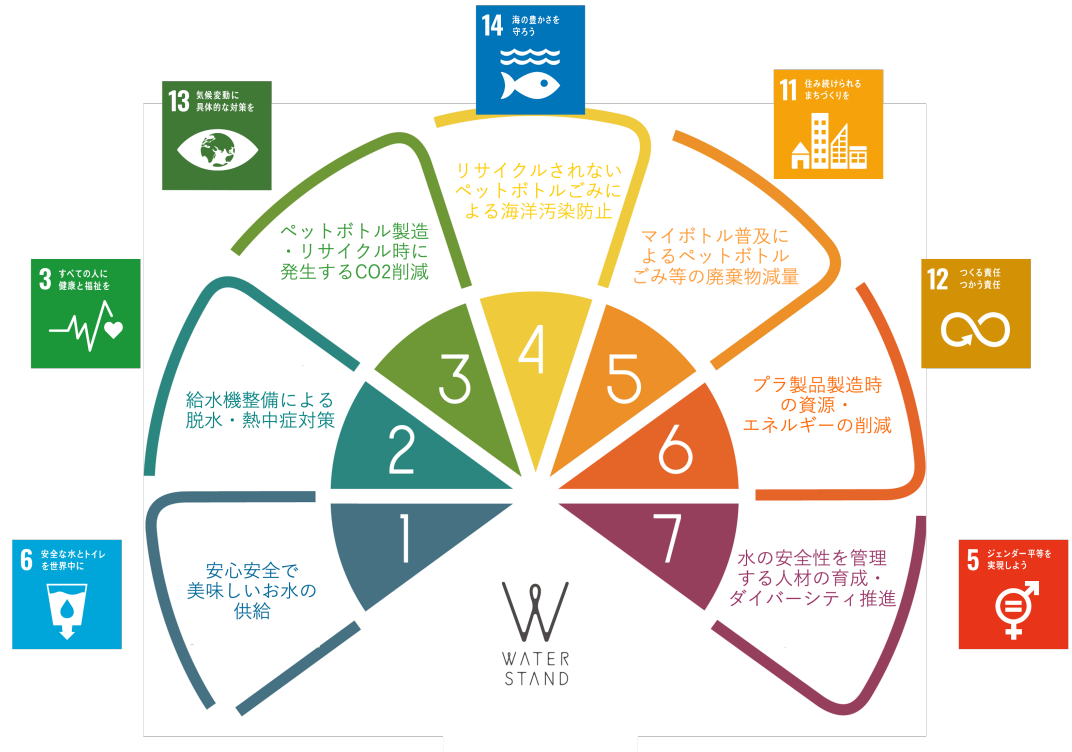 14 海の豊かさを
守ろう
13 気候変動に
具体的な対策を
11 住み続けられる
まちづくりを
リサイクルされない
ペットボトルごみに
よる海洋汚染防止
ペットボトル製造
・リサイクル時に
発生するCO2削減
マイボトル普及に
よるペットボトル
ごみ等の廃棄物減量
3 すべての人に
健康と福祉を
12 つくる責任
つかう責任
給水機整備による
脱水・熱中症対策
プラ製品製造時
の資源・
エネルギーの削減
3
4
5
2
6
1
7
6 安全な水とトイレ
を世界中に
安心安全で
美味しいお水の
供給
水の安全性を管理
する人材の育成・
ダイバーシティ推進
5 ジェンダー平等を
実現しよう
W
WATER
STAND